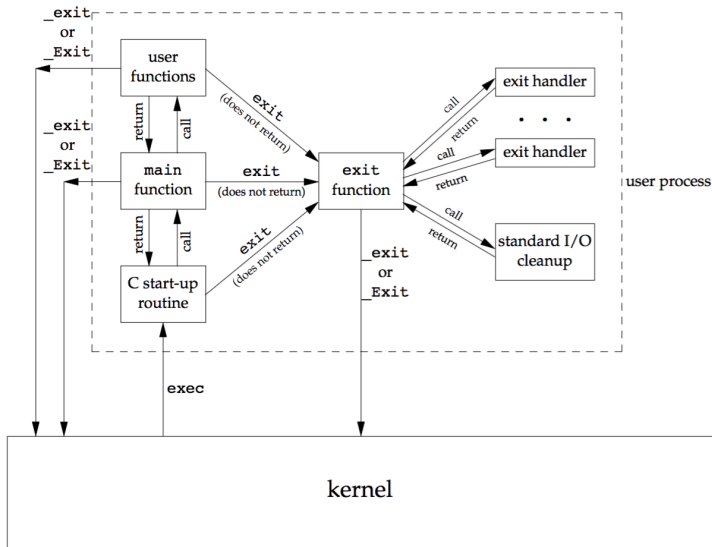 _exit
or
_Exit
user
functions
exit
(does not return)
call
return
exit handler
. . .
return
call
_exit
or
_Exit
main
function
exit
(does not return)
exit
function
call
return
exit handler
user process
return
call
exit
(does not return)
call
return
standard I/O
cleanup
C start-up
routine
_exit
or
_Exit
exec
kernel